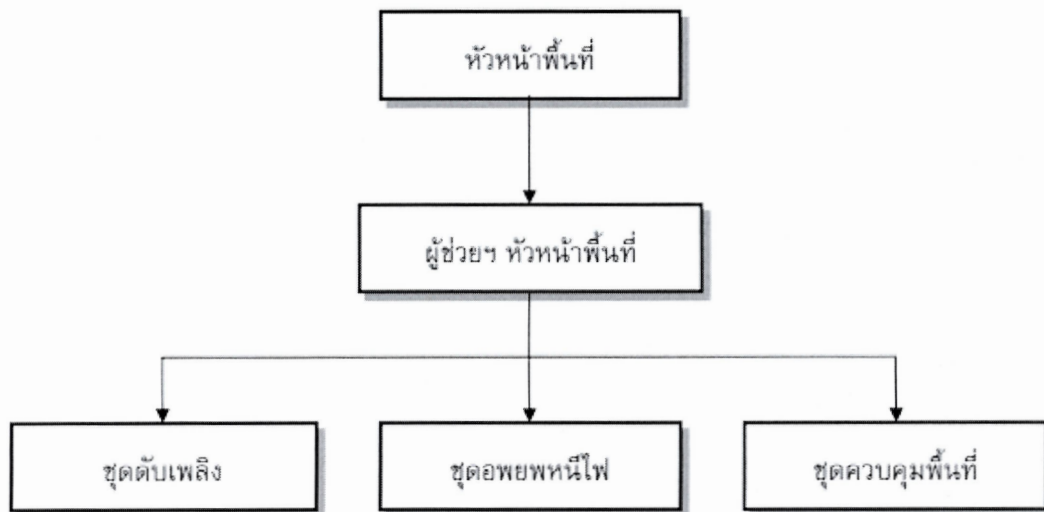 หัวหน้าพื้นที่
ผู้ช่วยฯ หัวหน้าพื้นที่
ชุดดับเพลิง
ชุดอพยพหนีไฟ
ชุดควบคุมพื้นที่